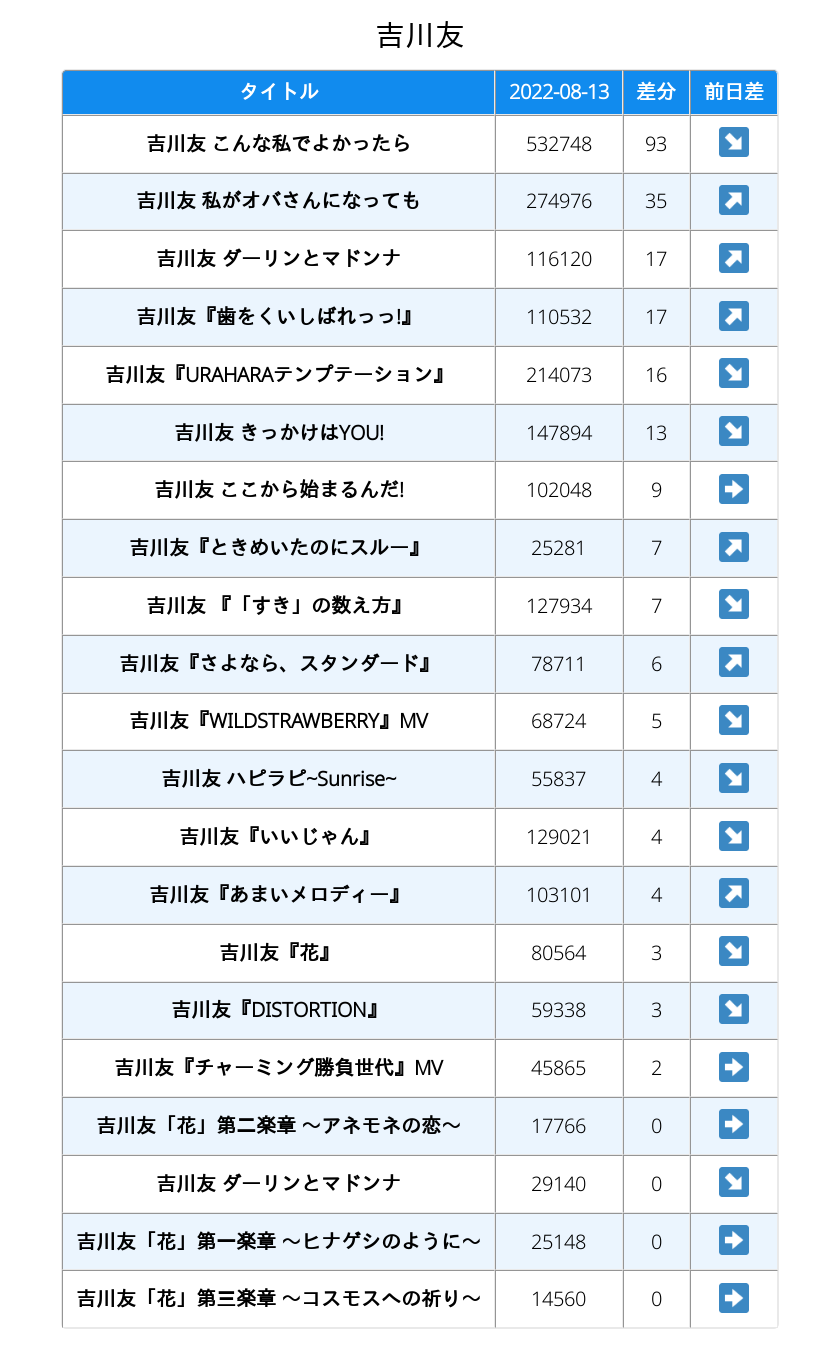 吉川友
タイトル 2022-08-13 差分 前日差
吉川友 こんな私でよかったら 532748 93 ↘
吉川友 私がオバさんになっても 274976 35 ↗
吉川友 ダーリンとマドンナ 116120 17 ↗
吉川友『歯をくいしばれっっ!』 110532 17 ↗
吉川友『URAHARAテンプテーション』 214073 16 ↘
吉川友 きっかけはYOU! 147894 13 ↘
吉川友 ここから始まるんだ! 102048 9 ➡
吉川友『ときめいたのにスルー』 25281 7 ↗
吉川友 『「すき」の数え方』 127934 7 ↘
吉川友『さよなら、スタンダード』 78711 6 ↗
吉川友『WILDSTRAWBERRY』MV 68724 5 ↘
吉川友 ハピラピ~Sunrise~ 55837 4 ↘
吉川友『いいじゃん』 129021 4 ↘
吉川友『あまいメロディー』 103101 4 ↗
吉川友『花』 80564 3 ↘
吉川友『DISTORTION』 59338 3 ↘
吉川友『チャーミング勝負世代』MV 45865 2 ➡
吉川友「花」第二楽章 〜アネモネの恋〜 17766 0 ➡
吉川友 ダーリンとマドンナ 29140 0 ↘
吉川友「花」第一楽章 〜ヒナゲシのように〜 25148 0 ➡
吉川友「花」第三楽章 〜コスモスへの祈り〜 14560 0 ➡